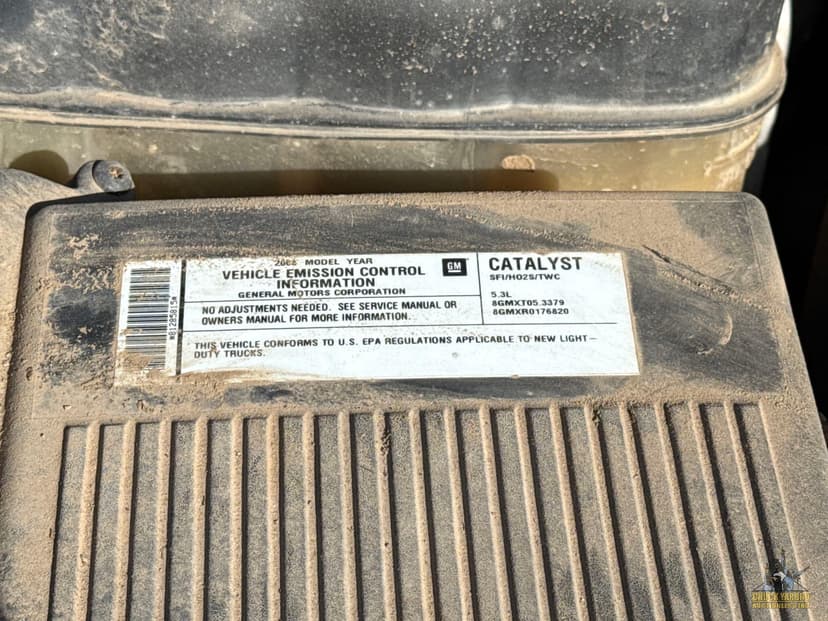 MODEL YEAR
VEHICLE EMISSION CONTROL
INFORMATION
GENERAL MOTORS CORPORATION
GM
NO ADJUSTMENTS NEEDED. SEE SERVICE MANUAL OR
OWNERS MANUAL FOR MORE INFORMATION.
CATALYST
SFI/HO2S/TWC
5.3L
8GMXT05.3379
8GMXR0176820
THIS VEHICLE CONFORMS TO U.S. EPA REGULATIONS APPLICABLE TO NEW LIGHT-
DUTY TRUCKS.
*81285815*